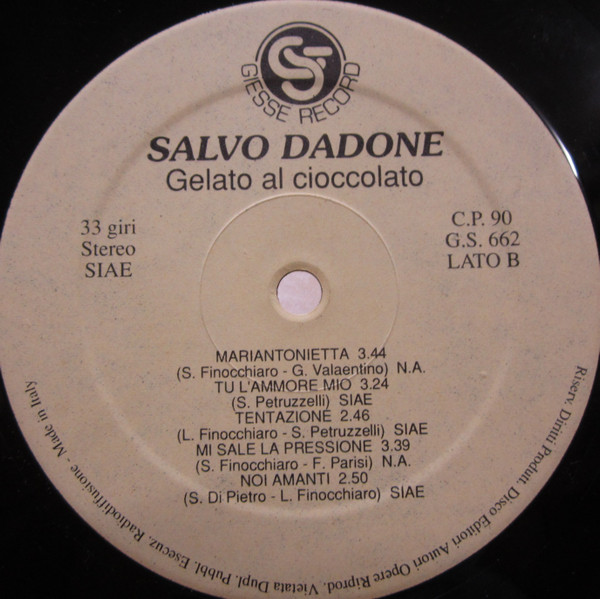 GS
GIESSE RECORD
SALVO DADONE
Gelato al cioccolato
33 giri
Stereo
SIAE
C.P. 90
G.S. 662
LATO B
MARIANTONIETTA 3.44
(S. Finocchiaro - G. Valaentino) N.A.
TU L'AMMORE MIO 3.24
(S. Petruzzelli) SIAE
TENTAZIONE 2.46
(L. Finocchiaro - S. Petruzzelli) SIAE
MI SALE LA PRESSIONE 3.39
(S. Finocchiaro - F. Parisi) N.A.
NOI AMANTI 2.50
(S. Di Pietro - L. Finocchiaro) SIAE
Riserv. Diritti Produtt. Disco Editori Autori Opere Riprod. Vietata Dupl. Pubbl. Esecuz. Radiodiffusione - Made in Italy